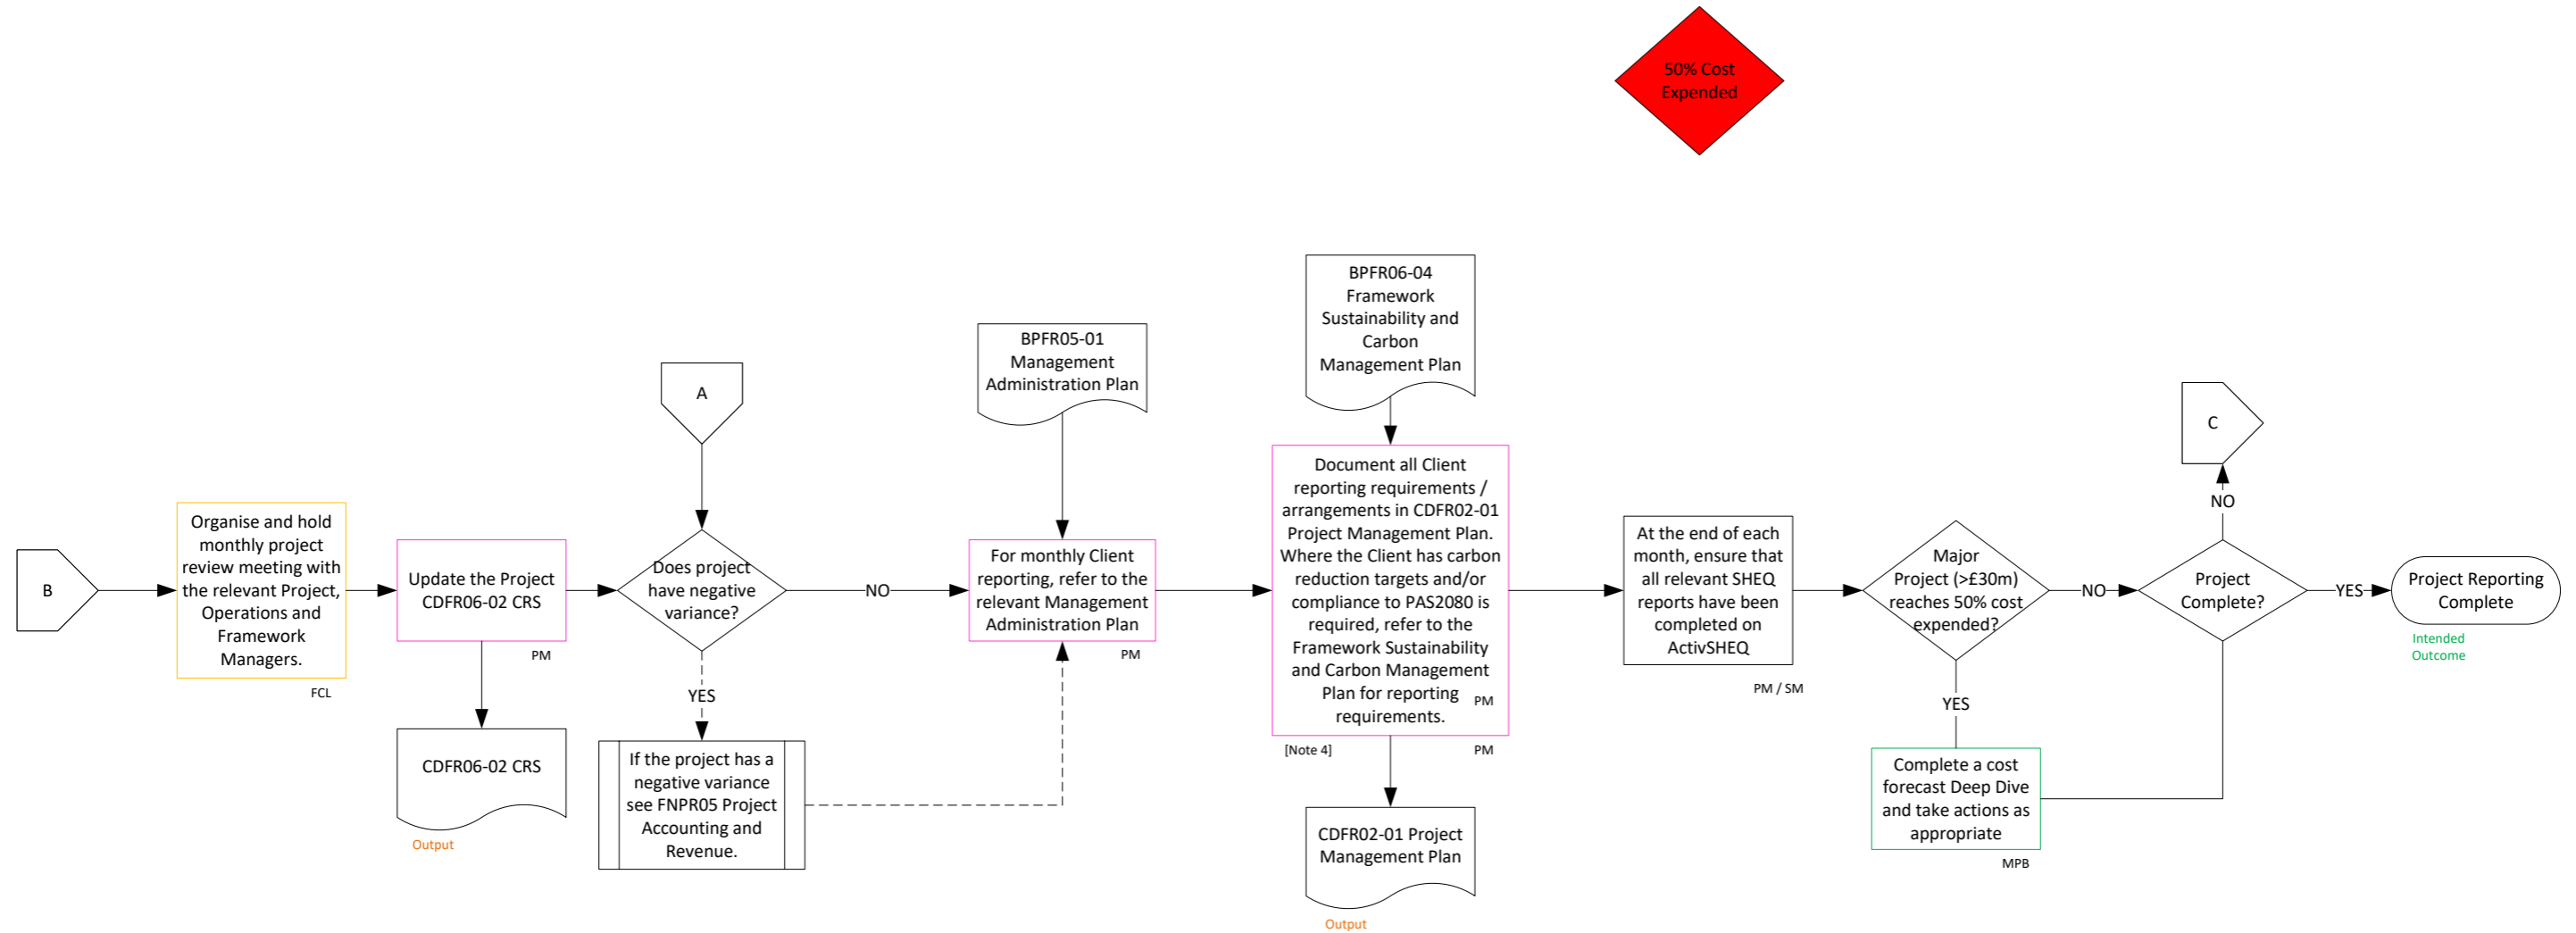 50% Cost
Expended
B
Organise and hold
monthly project
review meeting with
the relevant Project,
Operations and
Framework
Managers.
FCL
Update the Project
CDFR06-02 CRS
PM
CDFR06-02 CRS
Output
A
Does project
have negative
variance?
NO
YES
If the project has a
negative variance
see FNPR05 Project
Accounting and
Revenue.
BPFR05-01
Management
Administration Plan
For monthly Client
reporting, refer to the
relevant Management
Administration Plan
PM
BPFR06-04
Framework
Sustainability and
Carbon
Management Plan
Document all Client
reporting requirements /
arrangements in CDFR02-01
Project Management Plan.
Where the Client has carbon
reduction targets and/or
compliance to PAS2080 is
required, refer to the
Framework Sustainability
and Carbon Management
Plan for reporting
requirements.
PM
[Note 4]
PM
CDFR02-01 Project
Management Plan
Output
At the end of each
month, ensure that
all relevant SHEQ
reports have been
completed on
ActivSHEQ
PM / SM
Major
Project (>£30m)
reaches 50% cost
expended?
NO
YES
Complete a cost
forecast Deep Dive
and take actions as
appropriate
MPB
C
NO
Project
Complete?
YES
Project Reporting
Complete
Intended
Outcome